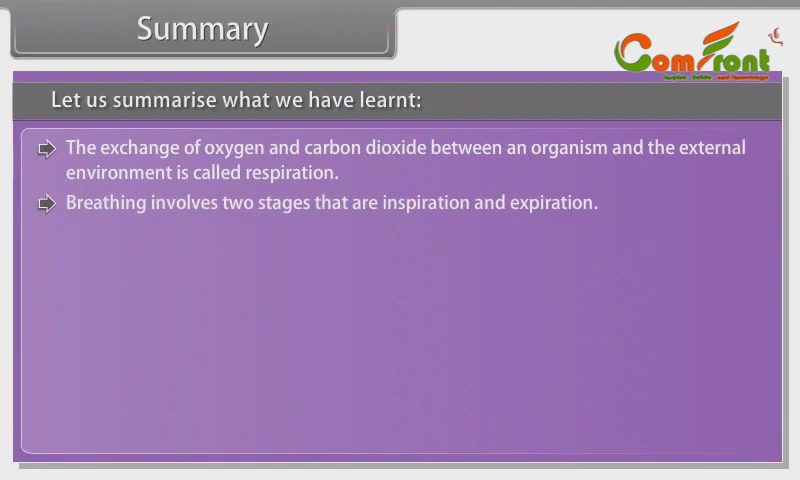 Summary
ComFront
Let us summarise what we have learnt:
The exchange of oxygen and carbon dioxide between an organism and the external
environment is called respiration.
Breathing involves two stages that are inspiration and expiration.